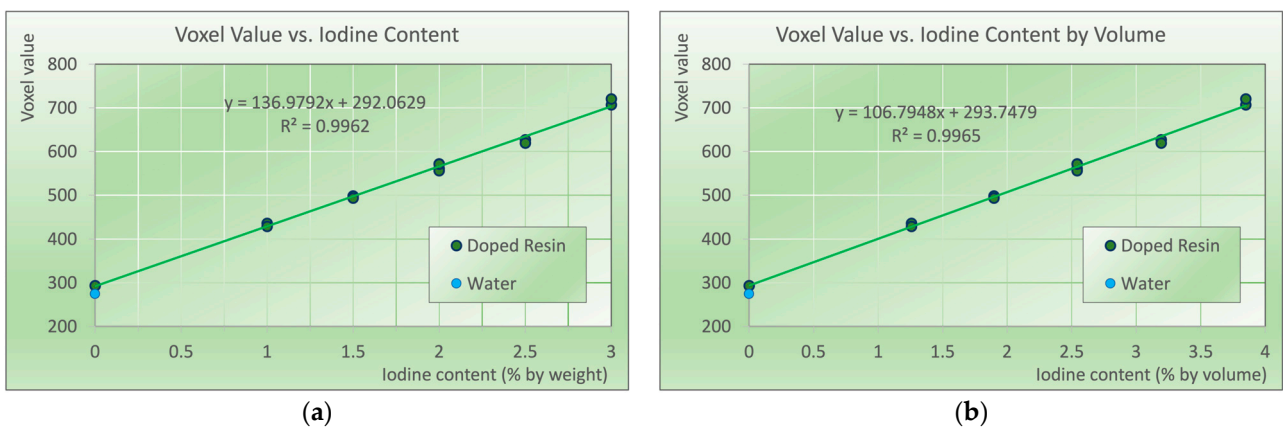 Voxel Value vs. Iodine Content
Voxel value
800
700
600
500
400
300
200
y = 136.9792x + 292.0629
R² = 0.9962
Doped Resin
Water
0 0.5 1 1.5 2 2.5 3
Iodine content (% by weight)
(a)
Voxel Value vs. Iodine Content by Volume
Voxel value
800
700
600
500
400
300
200
y = 106.7948x + 293.7479
R² = 0.9965
Doped Resin
Water
0 0.5 1 1.5 2 2.5 3 3.5 4
Iodine content (% by volume)
(b)